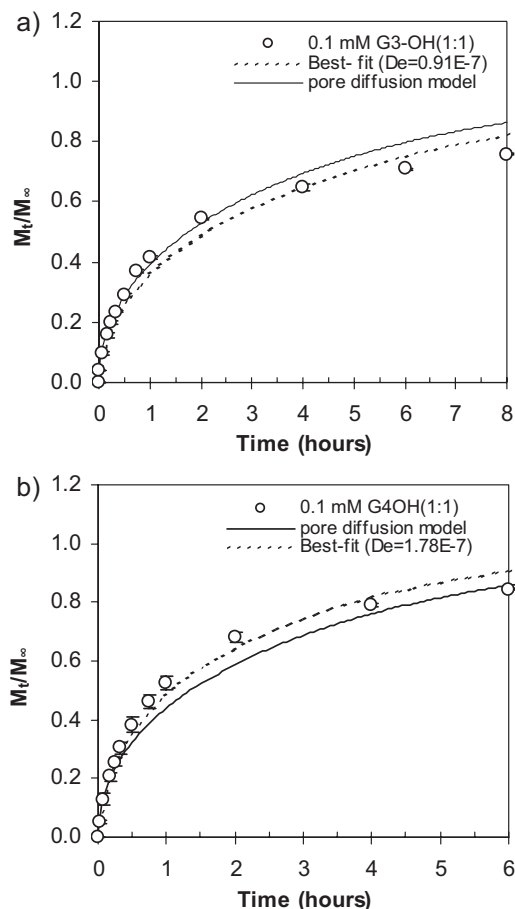 a)
0.1 mM G3-OH(1:1)
Best- fit (De=0.91E-7)
pore diffusion model
1.2
1.0
0.8
0.6
0.4
0.2
0.0
Mt/M∞
0 1 2 3 4 5 6 7 8
Time (hours)
b)
0.1 mM G4OH(1:1)
pore diffusion model
Best-fit (De=1.78E-7)
1.2
1.0
0.8
0.6
0.4
0.2
0.0
Mt/M∞
0 1 2 3 4 5 6
Time (hours)